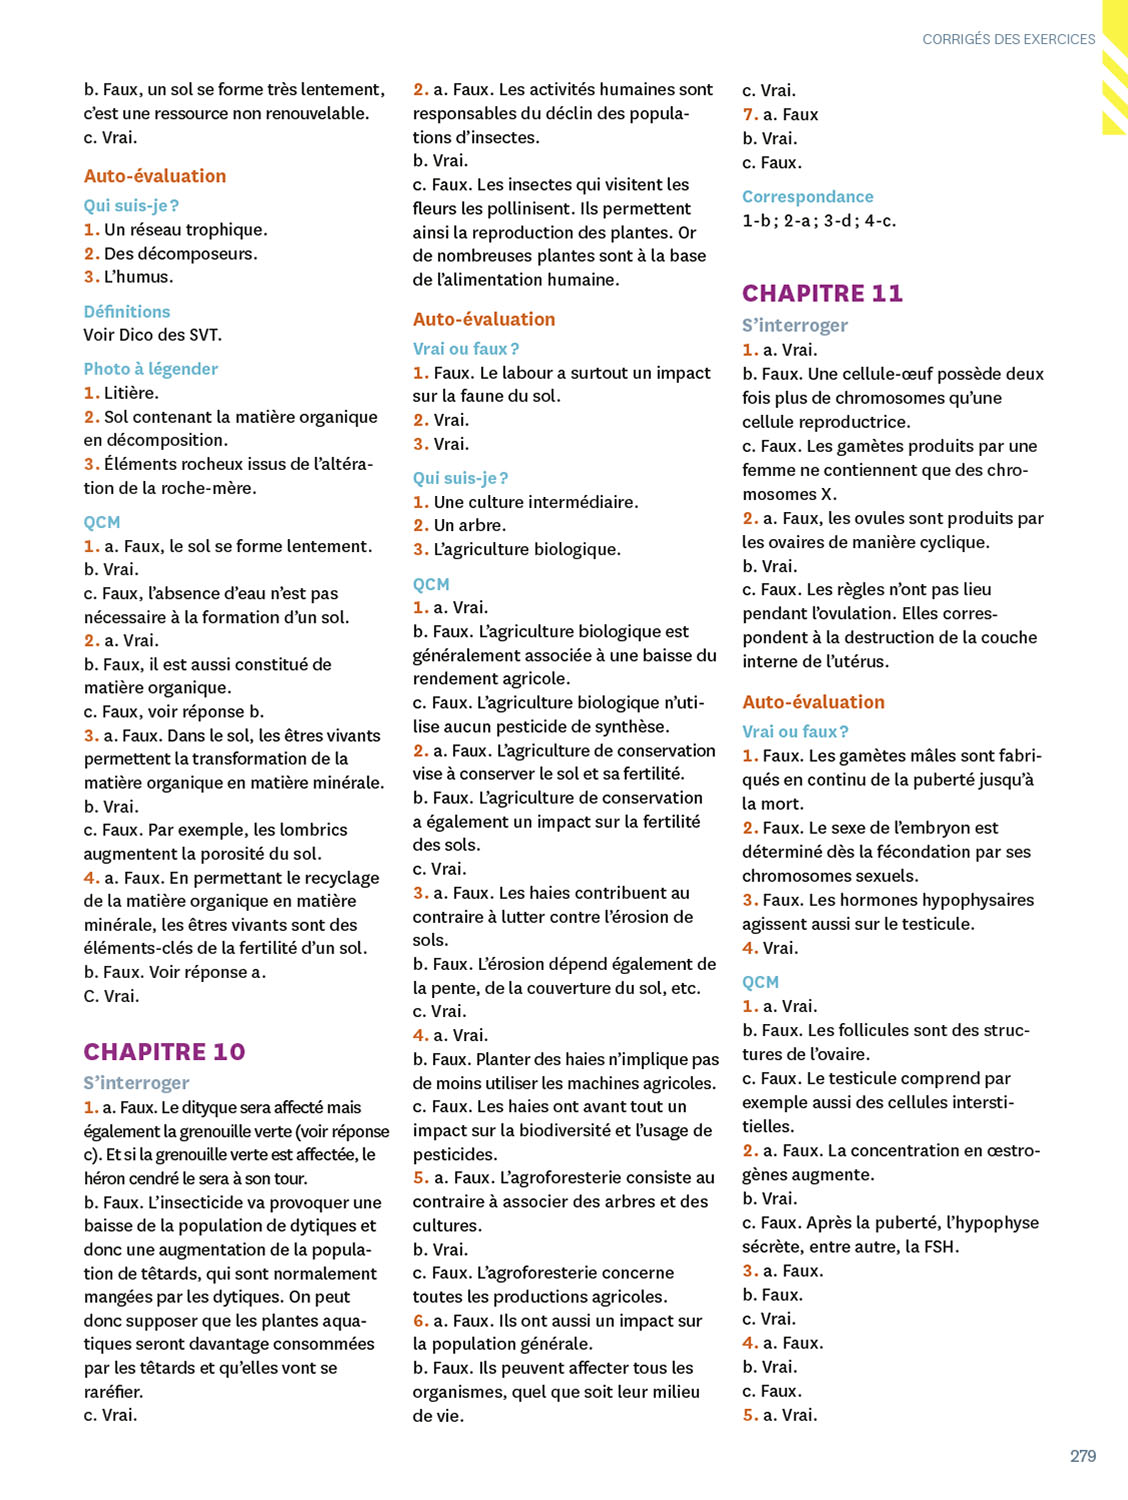 CORRIGÉS DES EXERCICES
b. Faux, un sol se forme très lentement,
c’est une ressource non renouvelable.
c. Vrai.
Auto-évaluation
Qui suis-je ?
1. Un réseau trophique.
2. Des décomposeurs.
3. L’humus.
Définitions
Voir Dico des SVT.
Photo à légender
1. Litière.
2. Sol contenant la matière organique
en décomposition.
3. Éléments rocheux issus de l’altéra-
tion de la roche-mère.
QCM
1. a. Faux, le sol se forme lentement.
b. Vrai.
c. Faux, l’absence d’eau n’est pas
nécessaire à la formation d’un sol.
2. a. Vrai.
b. Faux, il est aussi constitué de
matière organique.
c. Faux, voir réponse b.
3. a. Faux. Dans le sol, les êtres vivants
permettent la transformation de la
matière organique en matière minérale.
b. Vrai.
c. Faux. Par exemple, les lombrics
augmentent la porosité du sol.
4. a. Faux. En permettant le recyclage
de la matière organique en matière
minérale, les êtres vivants sont des
éléments-clés de la fertilité d’un sol.
b. Faux. Voir réponse a.
C. Vrai.
CHAPITRE 10
S’interroger
1. a. Faux. Le dityque sera affecté mais
également la grenouille verte (voir réponse
c). Et si la grenouille verte est affectée, le
héron cendré le sera à son tour.
b. Faux. L’insecticide va provoquer une
baisse de la population de dytiques et
donc une augmentation de la popula-
tion de têtards, qui sont normalement
mangées par les dytiques. On peut
donc supposer que les plantes aqua-
tiques seront davantage consommées
par les têtards et qu’elles vont se
raréfier.
c. Vrai.
2. a. Faux. Les activités humaines sont
responsables du déclin des popula-
tions d’insectes.
b. Vrai.
c. Faux. Les insectes qui visitent les
fleurs les pollinisent. Ils permettent
ainsi la reproduction des plantes. Or
de nombreuses plantes sont à la base
de l’alimentation humaine.
Auto-évaluation
Vrai ou faux ?
1. Faux. Le labour a surtout un impact
sur la faune du sol.
2. Vrai.
3. Vrai.
Qui suis-je ?
1. Une culture intermédiaire.
2. Un arbre.
3. L’agriculture biologique.
QCM
1. a. Vrai.
b. Faux. L’agriculture biologique est
généralement associée à une baisse du
rendement agricole.
c. Faux. L’agriculture biologique n’uti-
lise aucun pesticide de synthèse.
2. a. Faux. L’agriculture de conservation
vise à conserver le sol et sa fertilité.
b. Faux. L’agriculture de conservation
a également un impact sur la fertilité
des sols.
c. Vrai.
3. a. Faux. Les haies contribuent au
contraire à lutter contre l’érosion de
sols.
b. Faux. L’érosion dépend également de
la pente, de la couverture du sol, etc.
c. Vrai.
4. a. Vrai.
b. Faux. Planter des haies n’implique pas
de moins utiliser les machines agricoles.
c. Faux. Les haies ont avant tout un
impact sur la biodiversité et l’usage de
pesticides.
5. a. Faux. L’agroforesterie consiste au
contraire à associer des arbres et des
cultures.
b. Vrai.
c. Faux. L’agroforesterie concerne
toutes les productions agricoles.
6. a. Faux. Ils ont aussi un impact sur
la population générale.
b. Faux. Ils peuvent affecter tous les
organismes, quel que soit leur milieu
de vie.
c. Vrai.
7. a. Faux
b. Vrai.
c. Faux.
Correspondance
1-b ; 2-a ; 3-d ; 4-c.
CHAPITRE 11
S’interroger
1. a. Vrai.
b. Faux. Une cellule-œuf possède deux
fois plus de chromosomes qu’une
cellule reproductrice.
c. Faux. Les gamètes produits par une
femme ne contiennent que des chro-
mosomes X.
2. a. Faux, les ovules sont produits par
les ovaires de manière cyclique.
b. Vrai.
c. Faux. Les règles n’ont pas lieu
pendant l’ovulation. Elles corres-
pondent à la destruction de la couche
interne de l’utérus.
Auto-évaluation
Vrai ou faux ?
1. Faux. Les gamètes mâles sont fabri-
qués en continu de la puberté jusqu’à
la mort.
2. Faux. Le sexe de l’embryon est
déterminé dès la fécondation par ses
chromosomes sexuels.
3. Faux. Les hormones hypophysaires
agissent aussi sur le testicule.
4. Vrai.
QCM
1. a. Vrai.
b. Faux. Les follicules sont des struc-
tures de l’ovaire.
c. Faux. Le testicule comprend par
exemple aussi des cellules intersti-
tielles.
2. a. Faux. La concentration en œstro-
gènes augmente.
b. Vrai.
c. Faux. Après la puberté, l’hypophyse
sécrète, entre autre, la FSH.
3. a. Faux.
b. Faux.
c. Vrai.
4. a. Faux.
b. Vrai.
c. Faux.
5. a. Vrai.
279